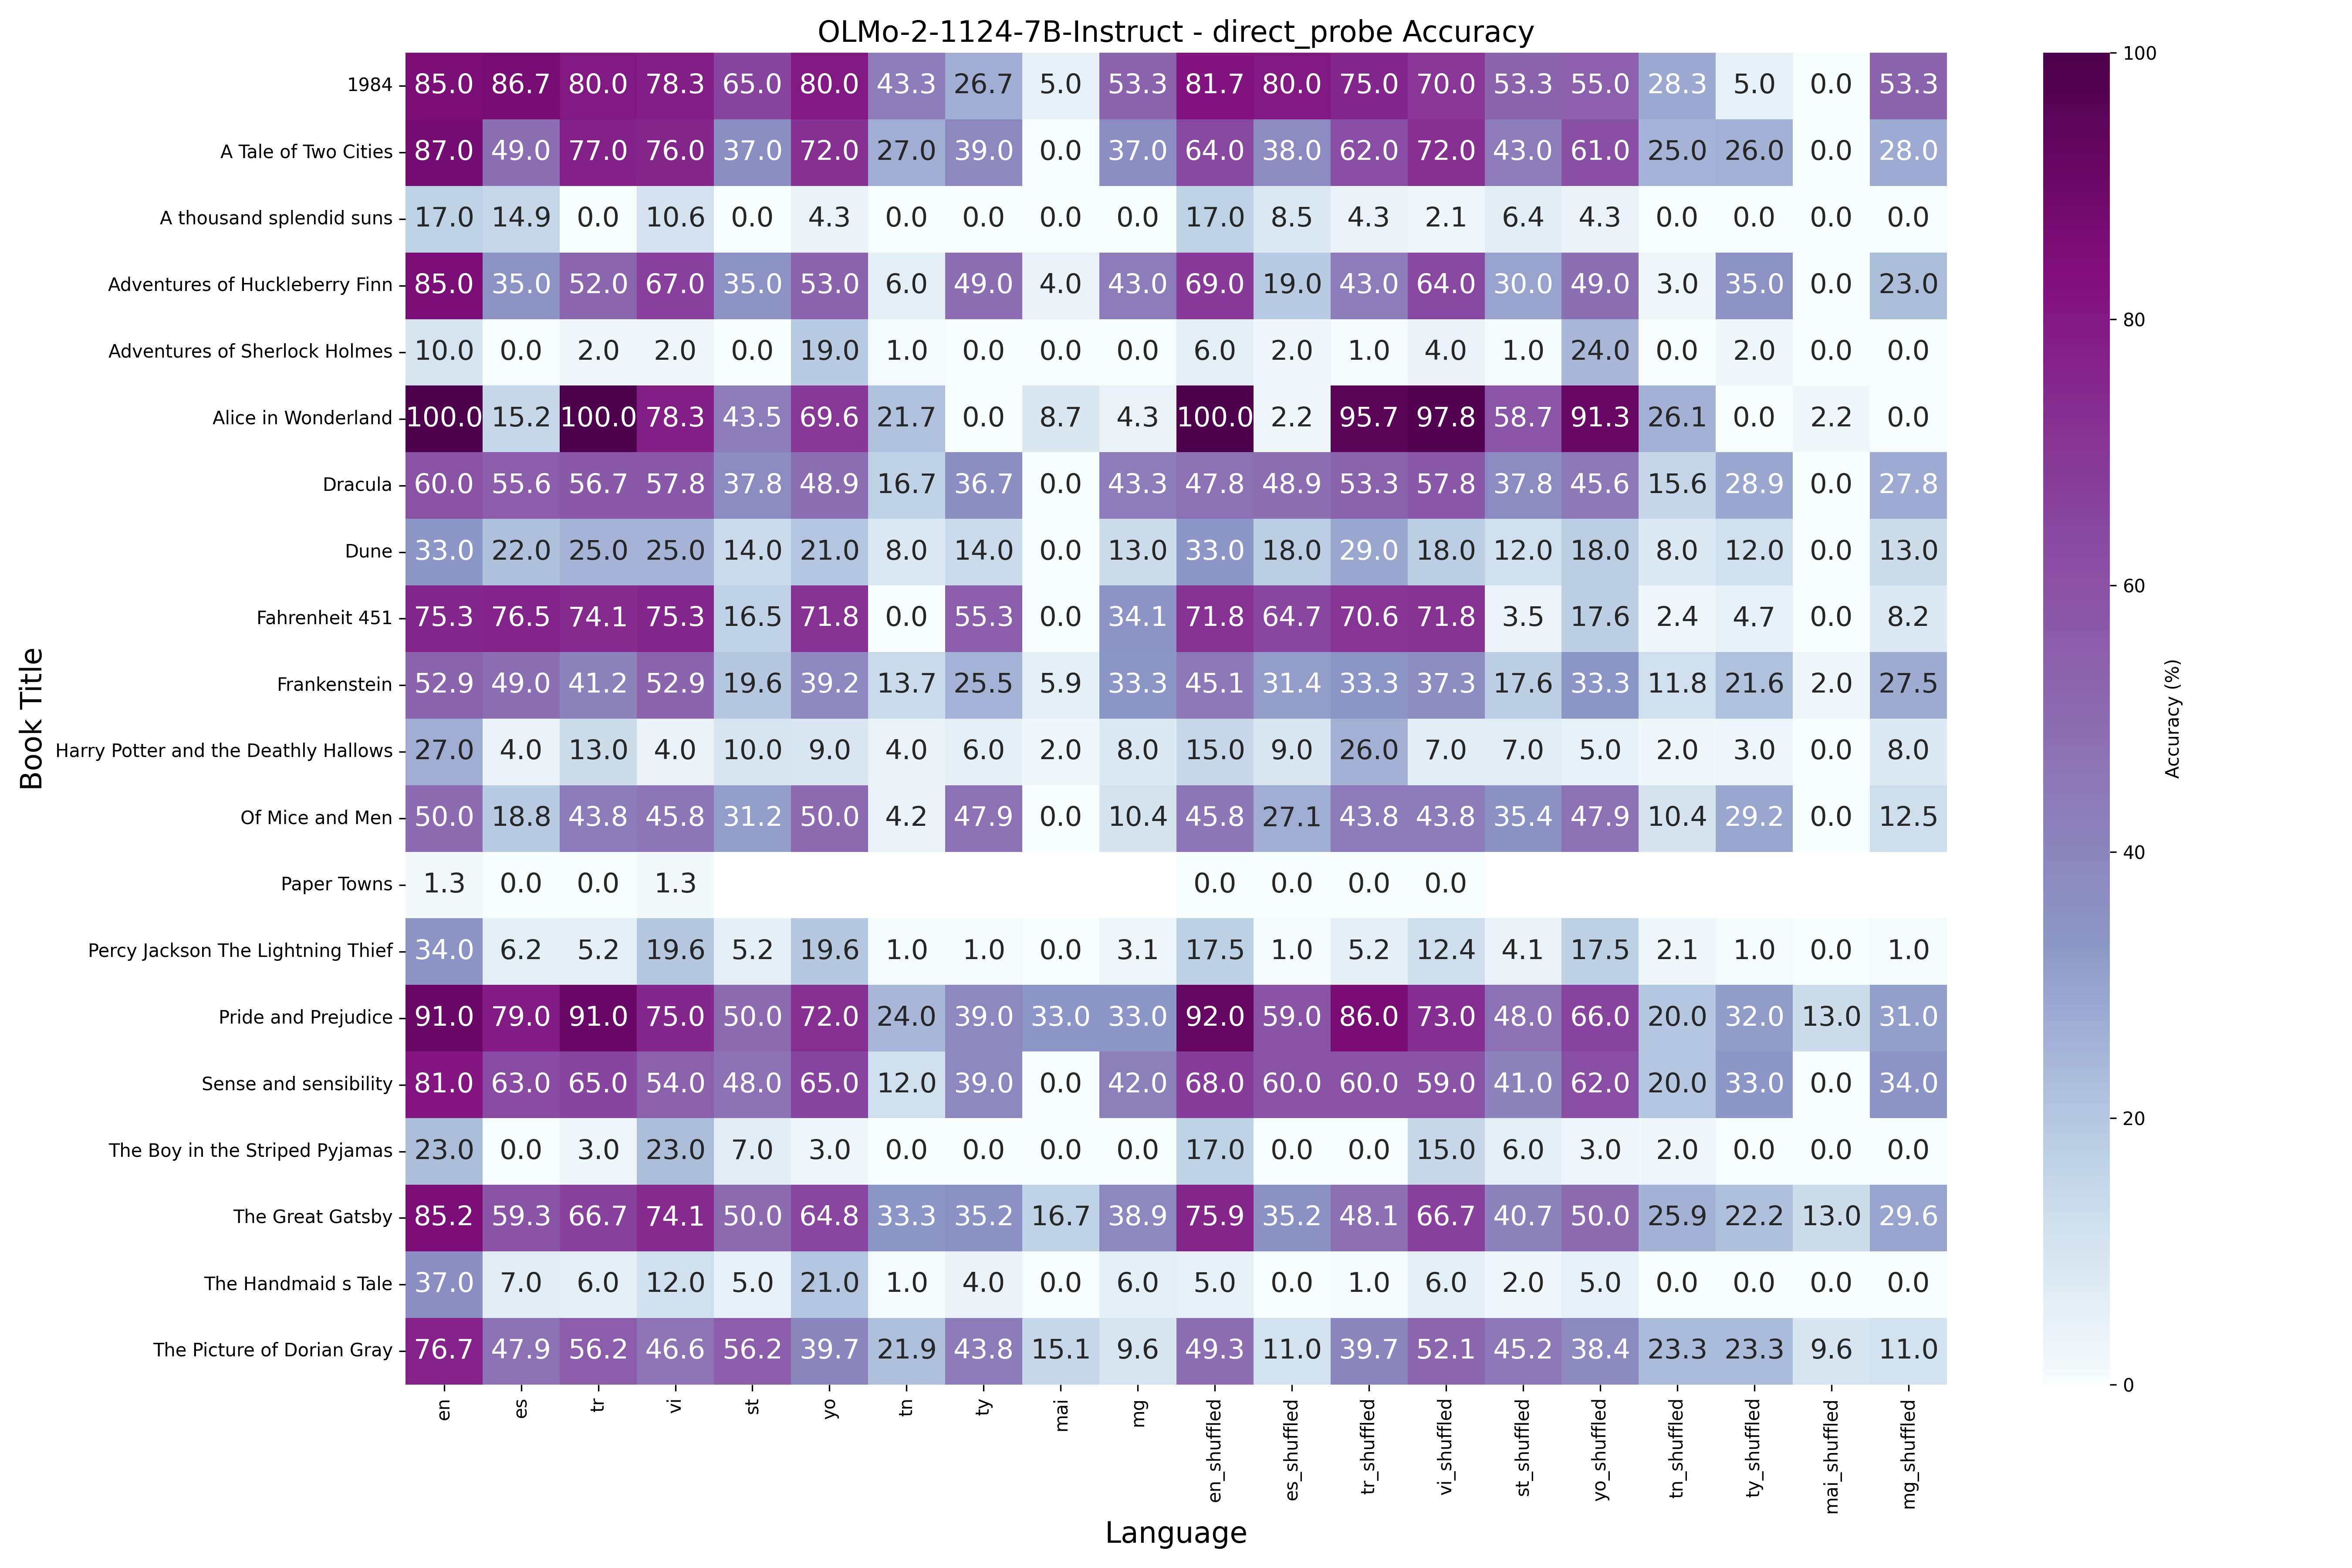 OLMo-2-1124-7B-Instruct - direct_probe Accuracy
Book Title
1984 85.0 86.7 80.0 78.3 65.0 80.0 43.3 26.7 5.0 53.3 81.7 80.0 75.0 70.0 53.3 55.0 28.3 5.0 0.0 53.3
A Tale of Two Cities 87.0 49.0 77.0 76.0 37.0 72.0 27.0 39.0 0.0 37.0 64.0 38.0 62.0 72.0 43.0 61.0 25.0 26.0 0.0 28.0
A thousand splendid suns 17.0 14.9 0.0 10.6 0.0 4.3 0.0 0.0 0.0 0.0 17.0 8.5 4.3 2.1 6.4 4.3 0.0 0.0 0.0 0.0
Adventures of Huckleberry Finn 85.0 35.0 52.0 67.0 35.0 53.0 6.0 49.0 4.0 43.0 69.0 19.0 43.0 64.0 30.0 49.0 3.0 35.0 0.0 23.0
Adventures of Sherlock Holmes 10.0 0.0 2.0 2.0 0.0 19.0 1.0 0.0 0.0 0.0 6.0 2.0 1.0 4.0 1.0 24.0 0.0 2.0 0.0 0.0
Alice in Wonderland 100.0 15.2 100.0 78.3 43.5 69.6 21.7 0.0 8.7 4.3 100.0 2.2 95.7 97.8 58.7 91.3 26.1 0.0 2.2 0.0
Dracula 60.0 55.6 56.7 57.8 37.8 48.9 16.7 36.7 0.0 43.3 47.8 48.9 53.3 57.8 37.8 45.6 15.6 28.9 0.0 27.8
Dune 33.0 22.0 25.0 25.0 14.0 21.0 8.0 14.0 0.0 13.0 33.0 18.0 29.0 18.0 12.0 18.0 8.0 12.0 0.0 13.0
Fahrenheit 451 75.3 76.5 74.1 75.3 16.5 71.8 0.0 55.3 0.0 34.1 71.8 64.7 70.6 71.8 3.5 17.6 2.4 4.7 0.0 8.2
Frankenstein 52.9 49.0 41.2 52.9 19.6 39.2 13.7 25.5 5.9 33.3 45.1 31.4 33.3 37.3 17.6 33.3 11.8 21.6 2.0 27.5
Harry Potter and the Deathly Hallows 27.0 4.0 13.0 4.0 10.0 9.0 4.0 6.0 2.0 8.0 15.0 9.0 26.0 7.0 7.0 5.0 2.0 3.0 0.0 8.0
Of Mice and Men 50.0 18.8 43.8 45.8 31.2 50.0 4.2 47.9 0.0 10.4 45.8 27.1 43.8 43.8 35.4 47.9 10.4 29.2 0.0 12.5
Paper Towns 1.3 0.0 0.0 1.3 0.0 0.0 0.0 0.0
Percy Jackson The Lightning Thief 34.0 6.2 5.2 19.6 5.2 19.6 1.0 1.0 0.0 3.1 17.5 1.0 5.2 12.4 4.1 17.5 2.1 1.0 0.0 1.0
Pride and Prejudice 91.0 79.0 91.0 75.0 50.0 72.0 24.0 39.0 33.0 33.0 92.0 59.0 86.0 73.0 48.0 66.0 20.0 32.0 13.0 31.0
Sense and sensibility 81.0 63.0 65.0 54.0 48.0 65.0 12.0 39.0 0.0 42.0 68.0 60.0 60.0 59.0 41.0 62.0 20.0 33.0 0.0 34.0
The Boy in the Striped Pyjamas 23.0 0.0 3.0 23.0 7.0 3.0 0.0 0.0 0.0 0.0 17.0 0.0 0.0 15.0 6.0 3.0 2.0 0.0 0.0 0.0
The Great Gatsby 85.2 59.3 66.7 74.1 50.0 64.8 33.3 35.2 16.7 38.9 75.9 35.2 48.1 66.7 40.7 50.0 25.9 22.2 13.0 29.6
The Handmaid s Tale 37.0 7.0 6.0 12.0 5.0 21.0 1.0 4.0 0.0 6.0 5.0 0.0 1.0 6.0 2.0 5.0 0.0 0.0 0.0 0.0
The Picture of Dorian Gray 76.7 47.9 56.2 46.6 56.2 39.7 21.9 43.8 15.1 9.6 49.3 11.0 39.7 52.1 45.2 38.4 23.3 23.3 9.6 11.0
en es tr vi st yo tn ty mai mg en_shuffled es_shuffled tr_shuffled vi_shuffled st_shuffled yo_shuffled tn_shuffled ty_shuffled mai_shuffled mg_shuffled
Language
100
80
60
40
20
0
Accuracy (%)